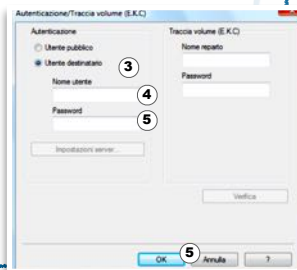 Autenticazione/Traccia volume (E.K.C)
Autenticazione
Utente pubblico
Utente destinatario
3
Nome utente
4
Password
5
Impostazioni server...
Traccia volume (E.K.C)
Nome reparto
Password
Verifica
OK
5
Annulla
?